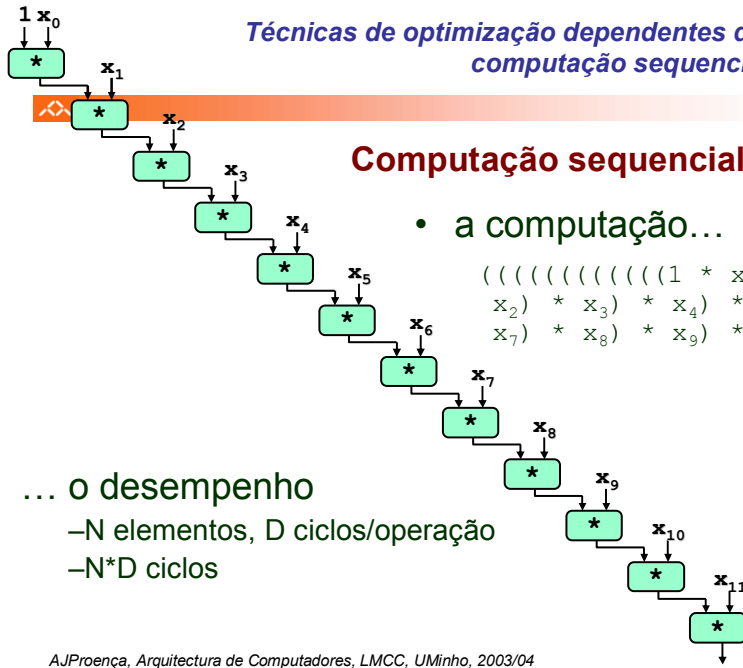 Técnicas de optimização dependentes d
computação sequenci
Computação sequencial
1 x₀
*
x₁
*
x₂
*
x₃
*
x₄
*
x₅
*
x₆
*
x₇
*
x₈
*
x₉
*
x₁₀
*
x₁₁
*
• a computação…
((((((((((((1 * x
x₂) * x₃) * x₄) *
x₇) * x₈) * x₉) *
… o desempenho
–N elementos, D ciclos/operação
–N*D ciclos
AJProença, Arquitectura de Computadores, LMCC, UMinho, 2003/04